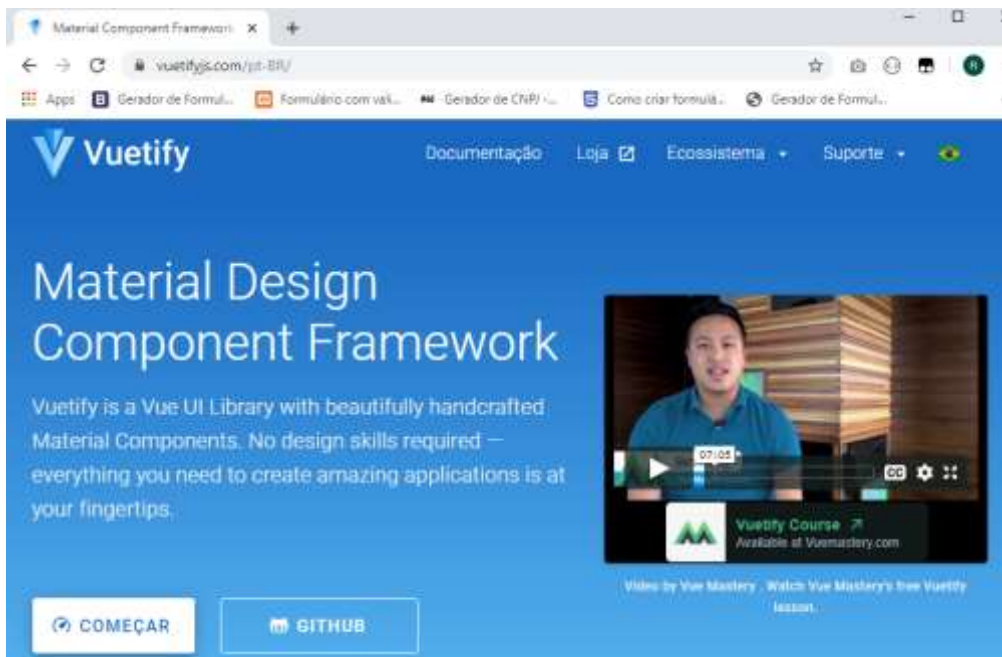 Material Component Framework
vuetifyjs.com/pt-BR/
Apps Gerador de Formul... Formulário com vali... Gerador de CNPJ -... Como criar formulá... Gerador de Formul...
Vuetify
Documentação Loja Ecossistema Suporte
Material Design
Component Framework
Vuetify is a Vue UI Library with beautifully handcrafted
Material Components. No design skills required —
everything you need to create amazing applications is at
your fingertips.
07:05
CC
Vuetify Course
Available at Vuemastery.com
Video by Vue Mastery . Watch Vue Mastery's free Vuetify
lesson.
COMEÇAR GITHUB